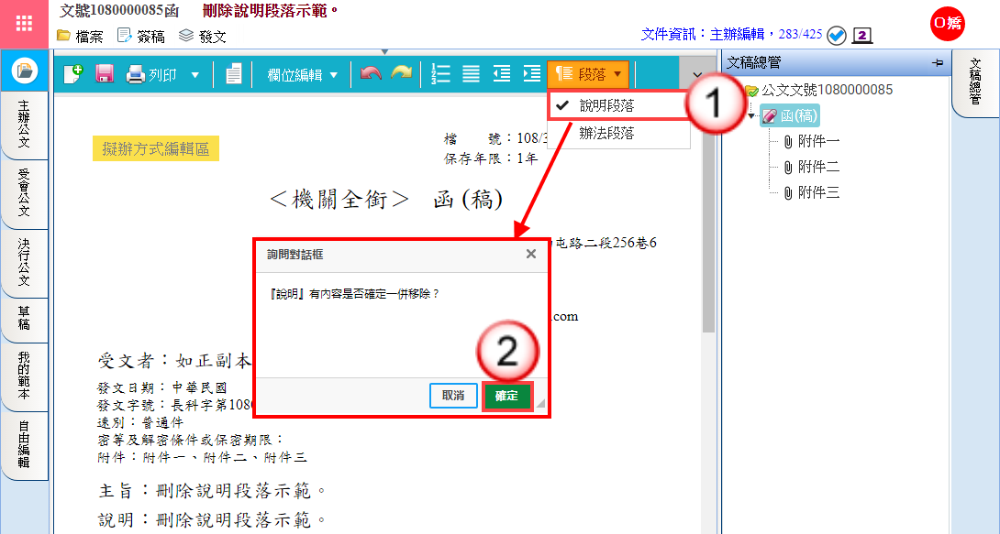 文號1080000085函 刪除說明段落示範。
檔案 簽稿 發文
文件資訊：主辦編輯，283/425 2
O嬌
列印 欄位編輯 段落
說明段落
辦法段落
1
文稿總管
公文文號1080000085
函(稿)
附件一
附件二
附件三
文稿總管
主辦公文
受會公文
決行公文
草稿
我的範本
自由編輯
擬辦方式編輯區
檔 號：108/3
保存年限：1年
＜機關全銜＞ 函(稿)
屯路二段256巷6
詢問對話框
『說明』有內容是否確定一併移除？
.com
2
取消 確定
受文者：如正副本
發文日期：中華民國
發文字號：長科字第1080
速別：普通件
密等及解密條件或保密期限：
附件：附件一、附件二、附件三
主旨：刪除說明段落示範。
說明：刪除說明段落示範。